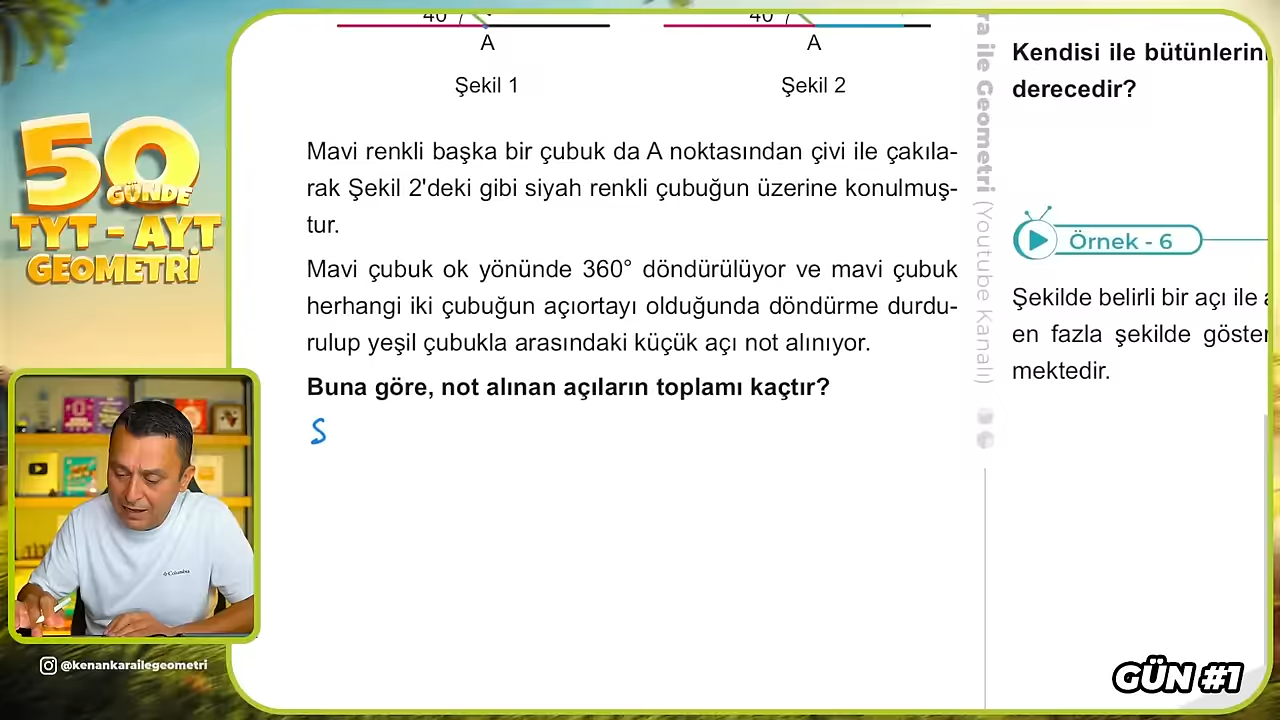 50
GÜNDE
TYT - AYT
GEOMETRİ
@kenankarailegeometri
40
A
Şekil 1
40
A
Şekil 2
Mavi renkli başka bir çubuk da A noktasından çivi ile çakıla-
rak Şekil 2'deki gibi siyah renkli çubuğun üzerine konulmuş-
tur.
Mavi çubuk ok yönünde 360° döndürülüyor ve mavi çubuk
herhangi iki çubuğun açıortayı olduğunda döndürme durdu-
rulup yeşil çubukla arasındaki küçük açı not alınıyor.
Buna göre, not alınan açıların toplamı kaçtır?
S
ra ile Geometri (Youtube Kanalı)
Kendisi ile bütünlerin
derecedir?
Örnek - 6
Şekilde belirli bir açı ile
en fazla şekilde göster
mektedir.
GÜN #1